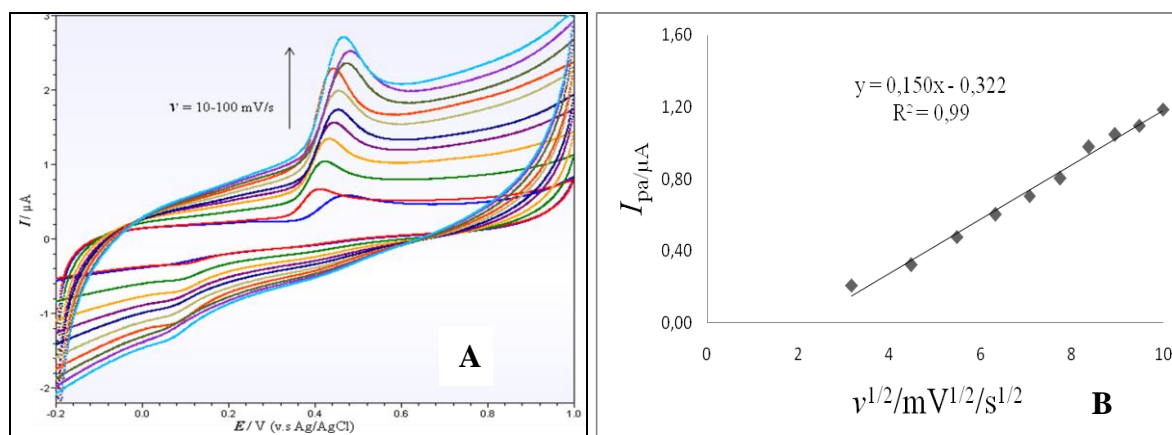 3
2
1
0
-1
-2
I/µA
v = 10-100 mV/s
A
-0.2 0.0 0.2 0.4 0.6 0.8 1.0
E/ V (v.s Ag/AgCl)
1,60
1,20
0,80
0,40
0,00
Ipa/µA
y = 0,150x - 0,322
R² = 0,99
0 2 4 6 8 10
v1/2/mV1/2/s1/2
B